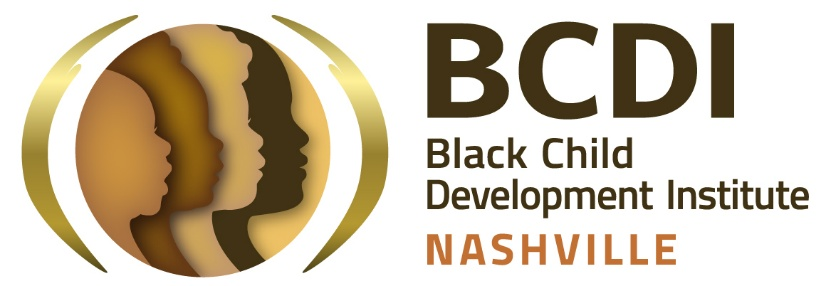 BCDI
Black Child
Development Institute
NASHVILLE